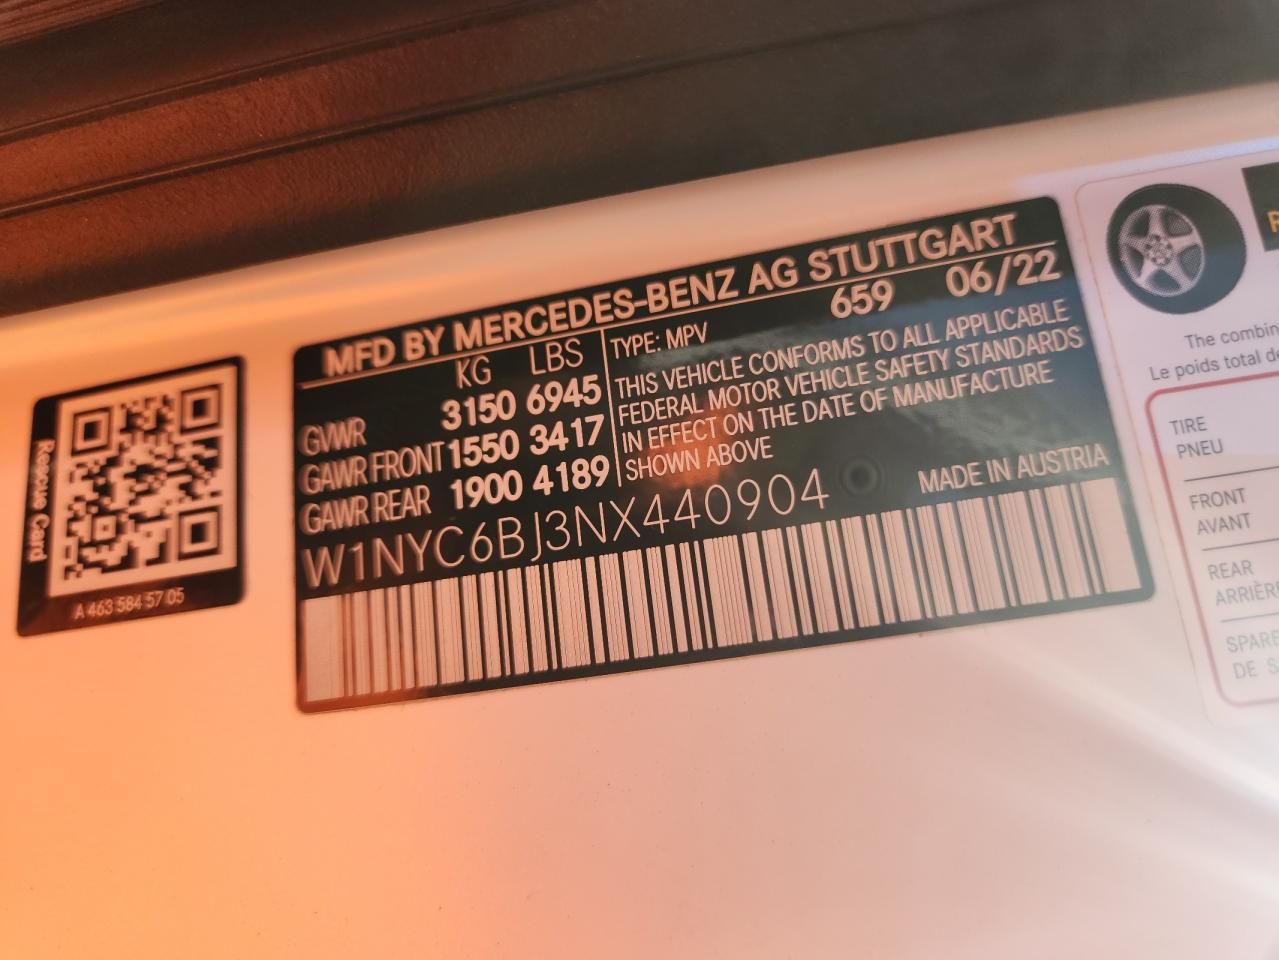 Rescue Card
A 463 584 57 05
MFD BY MERCEDES-BENZ AG STUTTGART
KG LBS
GVWR 3150 6945
GAWR FRONT 1550 3417
GAWR REAR 1900 4189
TYPE: MPV 659 06/22
THIS VEHICLE CONFORMS TO ALL APPLICABLE
FEDERAL MOTOR VEHICLE SAFETY STANDARDS
IN EFFECT ON THE DATE OF MANUFACTURE
SHOWN ABOVE
W1NYC6BJ3NX440904 MADE IN AUSTRIA
The
Le poids total
TIRE
PNEU
FRONT
AVANT
REAR
ARRIÈR
SPARE
DE S